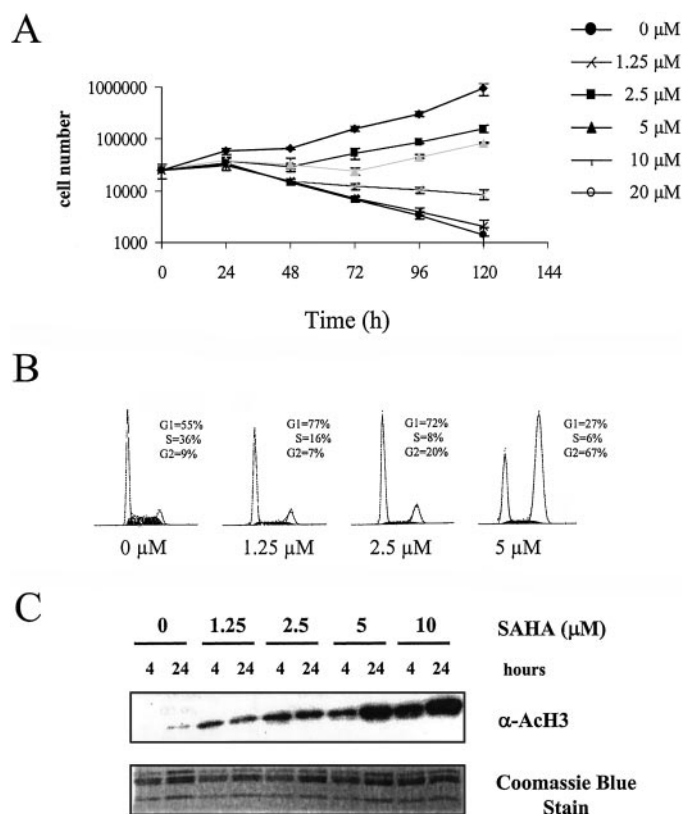 A
0 μM
1.25 μM
2.5 μM
5 μM
10 μM
20 μM
1000000
100000
10000
1000
cell number
0 24 48 72 96 120 144
Time (h)
B
G1=55%
S=36%
G2=9%
0 μM
G1=77%
S=16%
G2=7%
1.25 μM
G1=72%
S=8%
G2=20%
2.5 μM
G1=27%
S=6%
G2=67%
5 μM
C
0 1.25 2.5 5 10 SAHA (μM)
4 24 4 24 4 24 4 24 4 24 hours
α-AcH3
Coomassie Blue
Stain